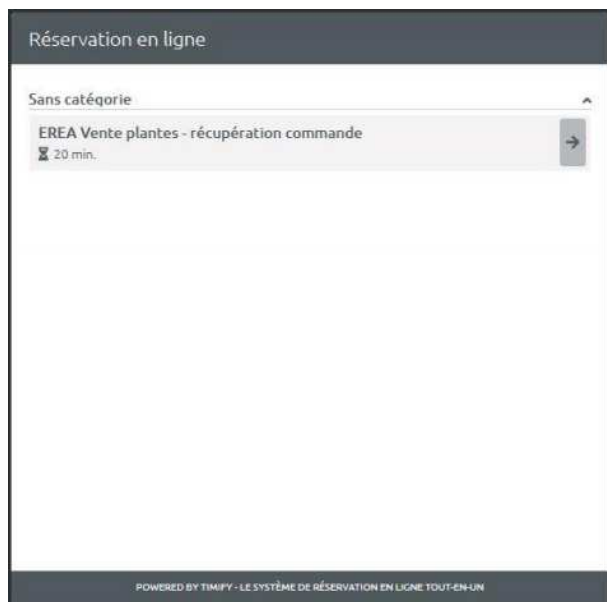 Réservation en ligne
Sans catégorie
EREA Vente plantes - récupération commande
20 min.
POWERED BY TIMIFY - LE SYSTÈME DE RÉSERVATION EN LIGNE TOUT-EN-UN